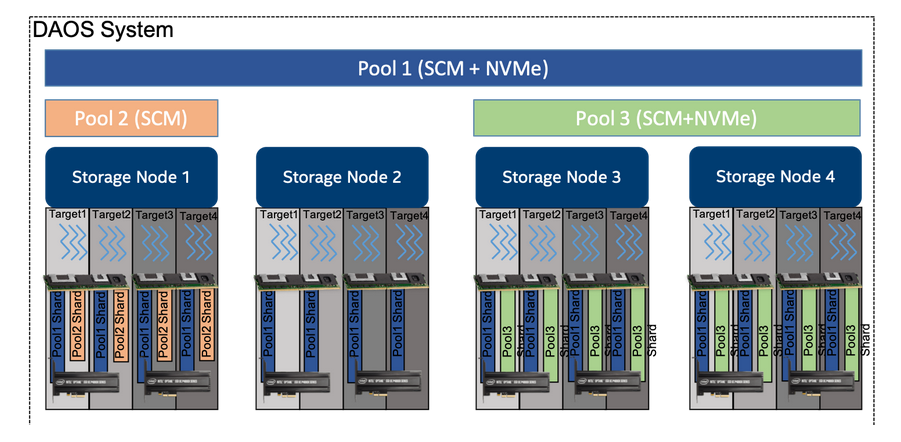 DAOS System
Pool 1 (SCM + NVMe)
Pool 2 (SCM)
Pool 3 (SCM+NVMe)
Storage Node 1
Storage Node 2
Storage Node 3
Storage Node 4
Target1 Target2 Target3 Target4
Target1 Target2 Target3 Target4
Target1 Target2 Target3 Target4
Target1 Target2 Target3 Target4
Pool1 Shard
Pool2 Shard
Pool1 Shard
Pool2 Shard
Pool1 Shard
Pool2 Shard
Pool1 Shard
Pool2 Shard
Pool1 Shard
Pool1 Shard
Pool1 Shard
Pool1 Shard
Pool1 Shard
Pool3 Shard
Pool1 Shard
Pool3 Shard
Pool1 Shard
Pool3 Shard
Pool1 Shard
Pool3 Shard
Pool1 Shard
Pool3 Shard
Pool1 Shard
Pool3 Shard
Pool1 Shard
Pool3 Shard
Pool1 Shard
Pool3 Shard